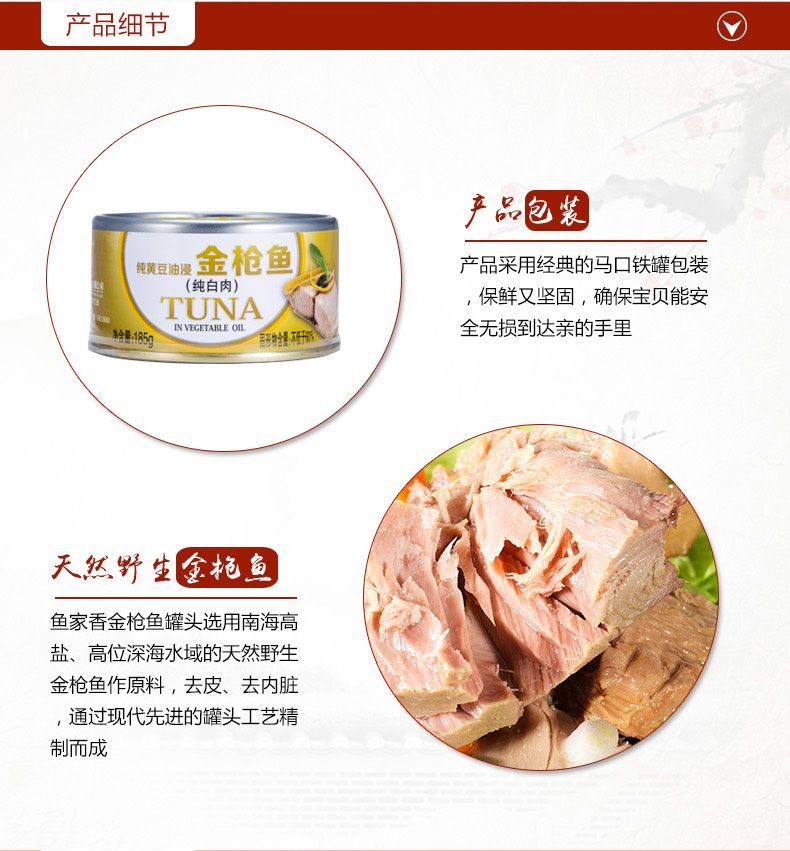 产品细节
产品包装
产品采用经典的马口铁罐包装
，保鲜又坚固，确保宝贝能安
全无损到达亲的手里
纯黄豆油浸 金枪鱼
(纯白肉)
TUNA
IN VEGETABLE OIL
净含量:185g
固形物含量:不低于60%
天然野生金枪鱼
鱼家香金枪鱼罐头选用南海高
盐、高位深海水域的天然野生
金枪鱼作原料，去皮、去内脏
，通过现代先进的罐头工艺精
制而成